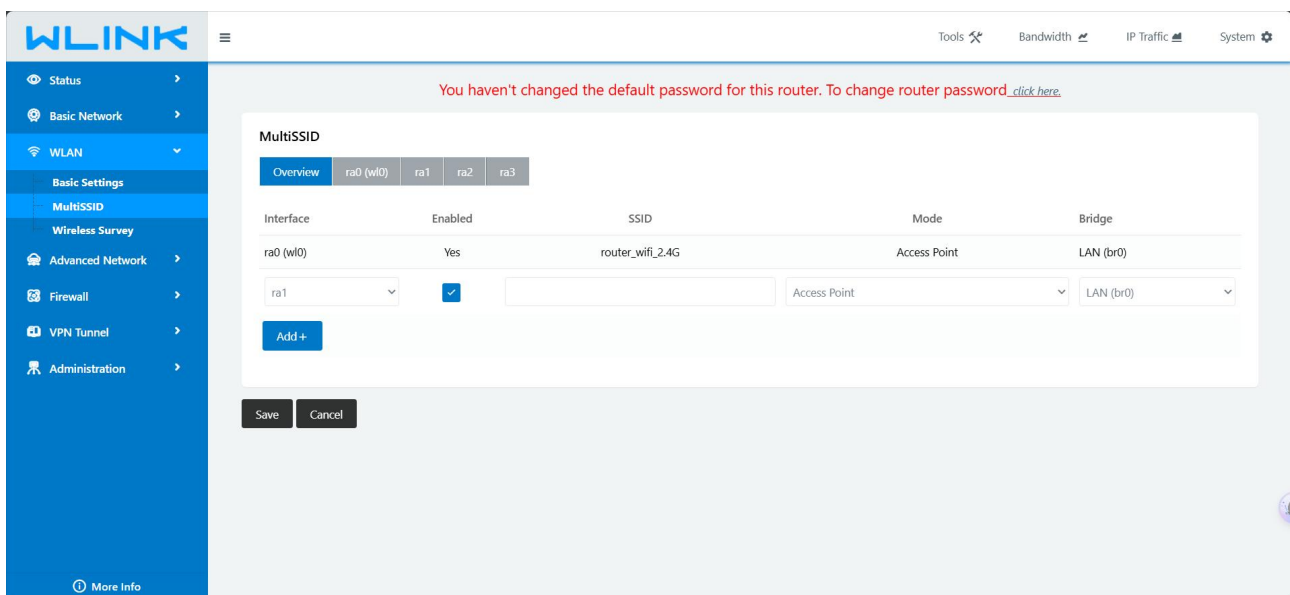 WLINK
Tools Bandwidth IP Traffic System
Status
Basic Network
WLAN
Basic Settings
MultiSSID
Wireless Survey
Advanced Network
Firewall
VPN Tunnel
Administration
More Info
You haven't changed the default password for this router. To change router password click here.
MultiSSID
Overview ra0 (wl0) ra1 ra2 ra3
Interface Enabled SSID Mode Bridge
ra0 (wl0) Yes router_wifi_2.4G Access Point LAN (br0)
ra1 Access Point LAN (br0)
Add+
Save Cancel